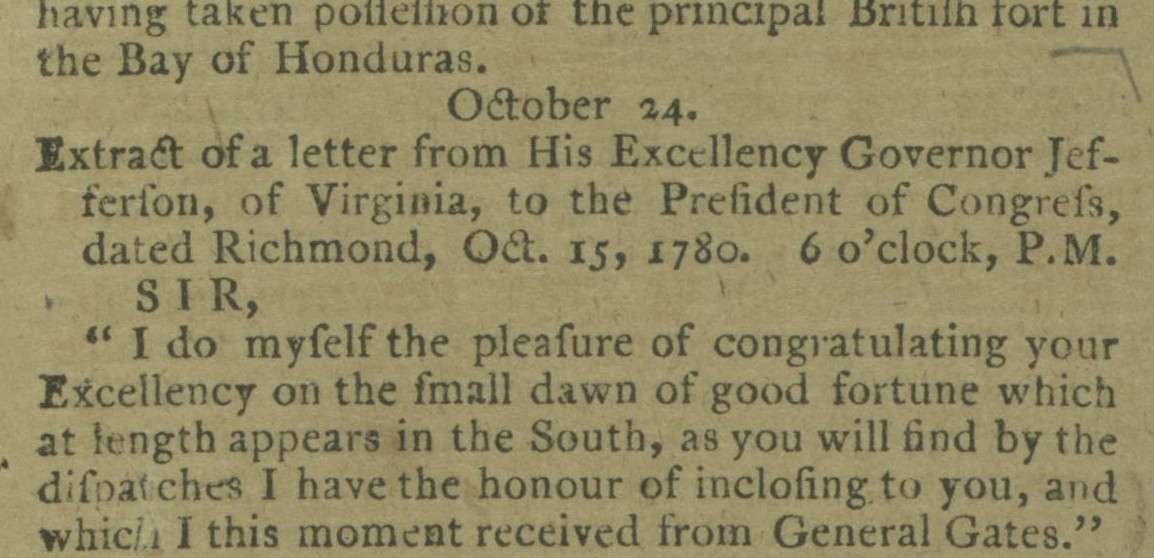 having taken poſſeſſion of the principal Britiſh fort in
the Bay of Honduras.
October 24.
Extract of a letter from His Excellency Governor Jef-
ferſon, of Virginia, to the Preſident of Congreſs,
dated Richmond, Oct. 15, 1780. 6 o'clock, P.M.
SIR,
“ I do myſelf the pleaſure of congratulating your
Excellency on the ſmall dawn of good fortune which
at length appears in the South, as you will find by the
diſpatches I have the honour of incloſing to you, and
which I this moment received from General Gates.”